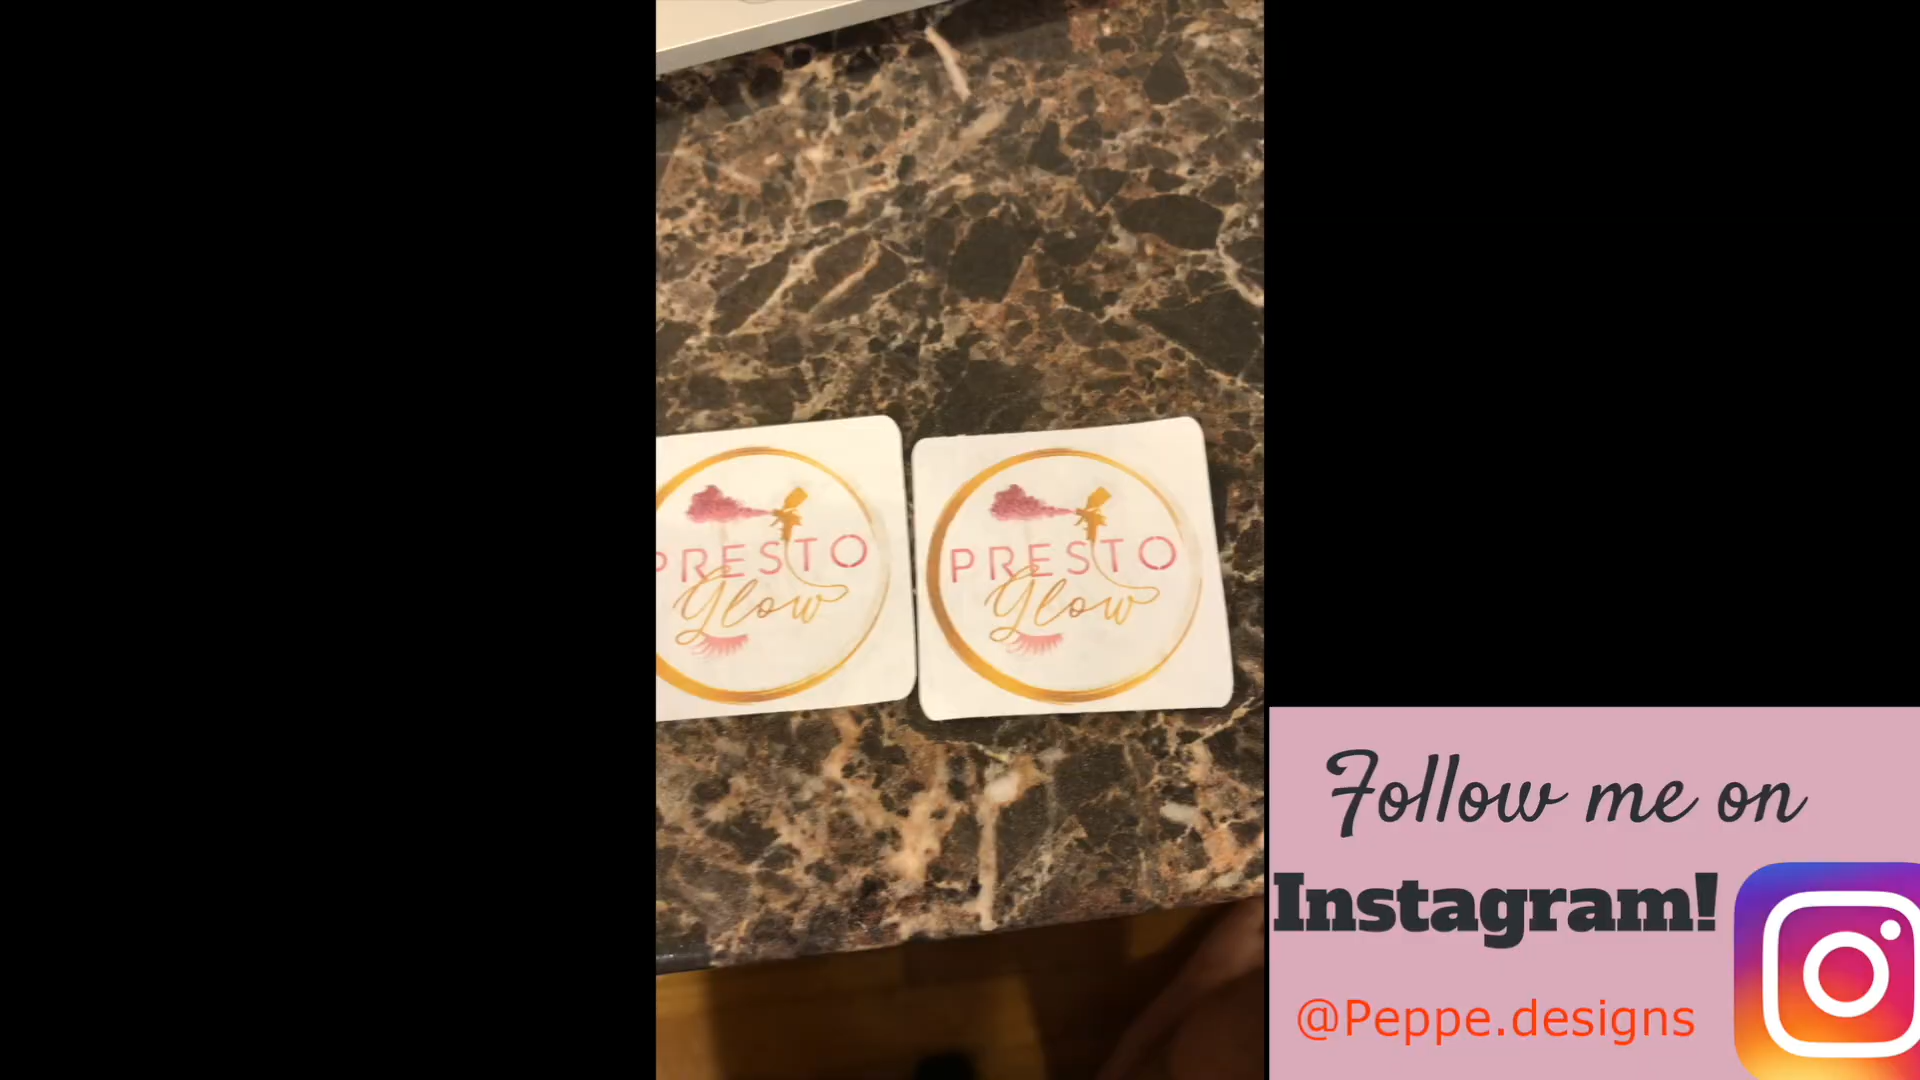 PRESTO
Glow
PRESTO
Glow
Follow me on
Instagram!
@Peppe.designs